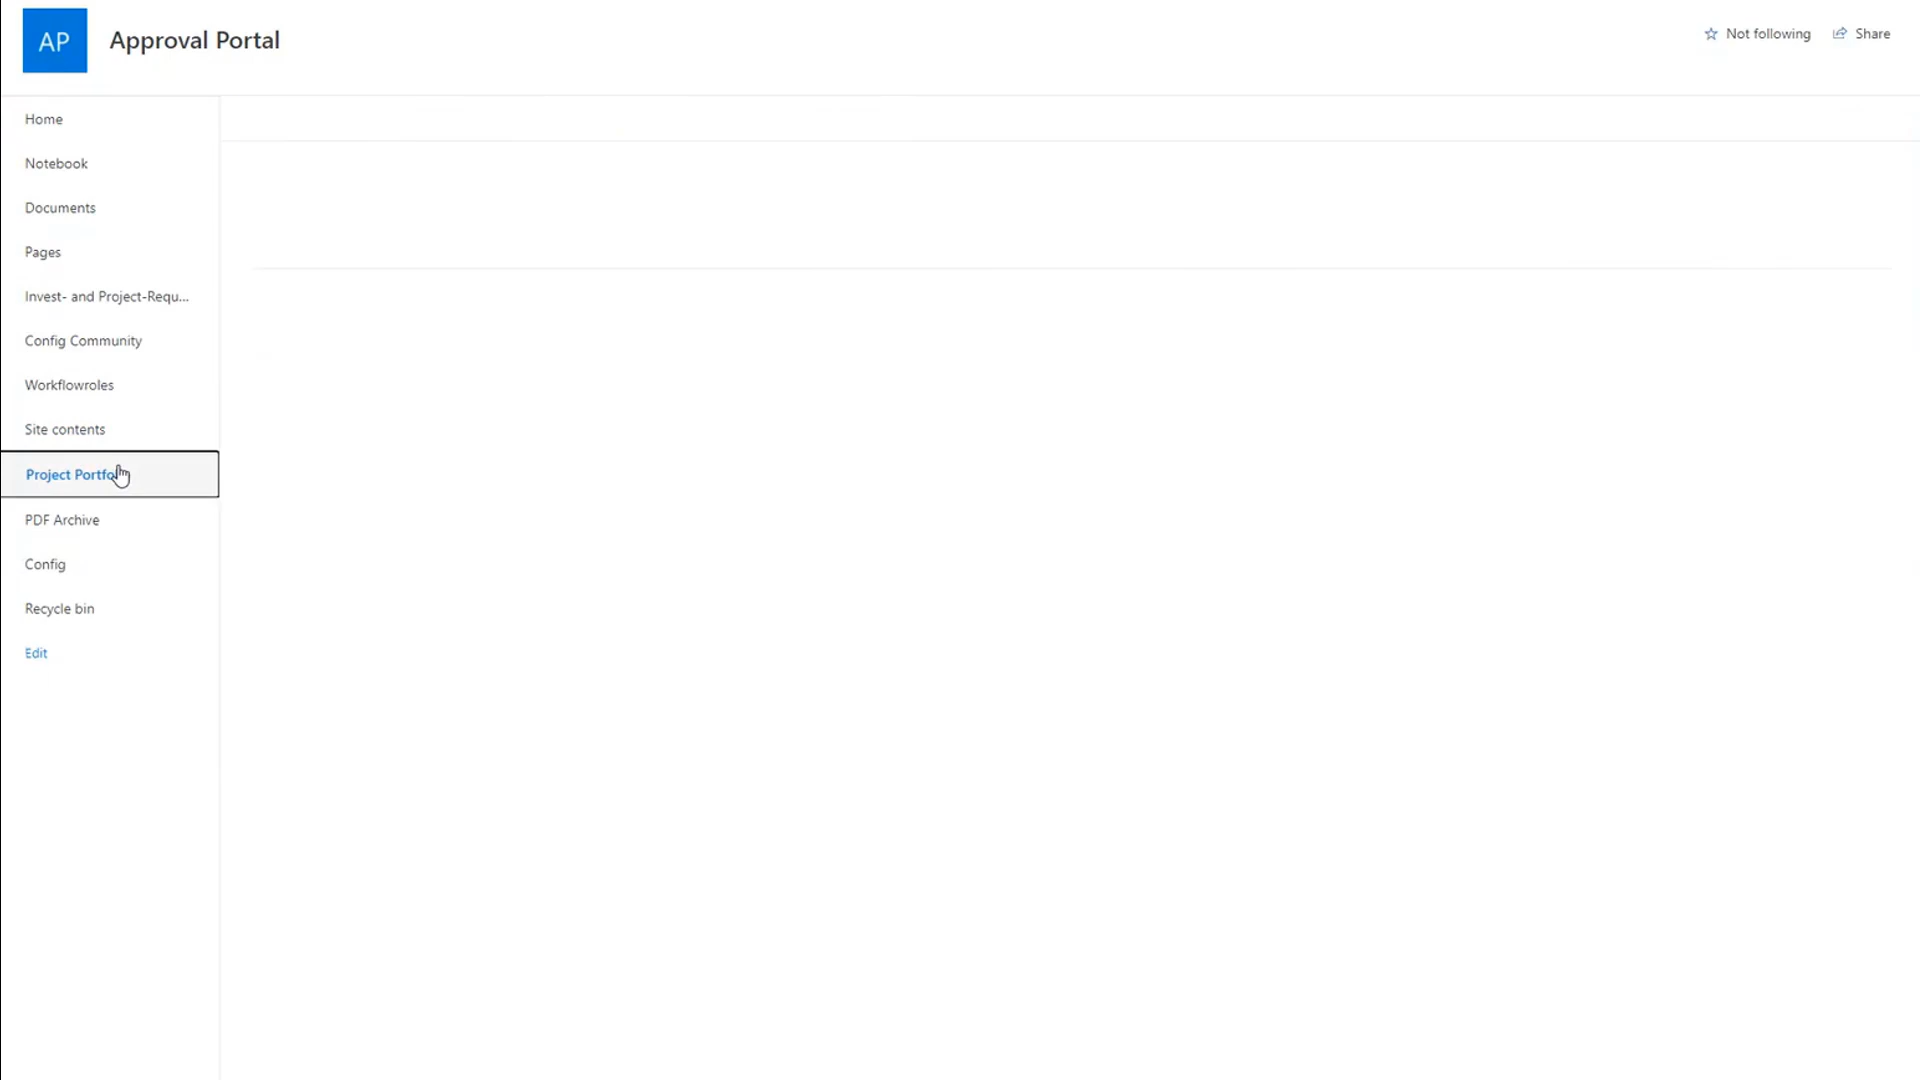 AP
Approval Portal
Not following
Share
Home
Notebook
Documents
Pages
Invest- and Project-Requ...
Config Community
Workflowroles
Site contents
Project
PDF Archive
Config
Recycle bin
Edit